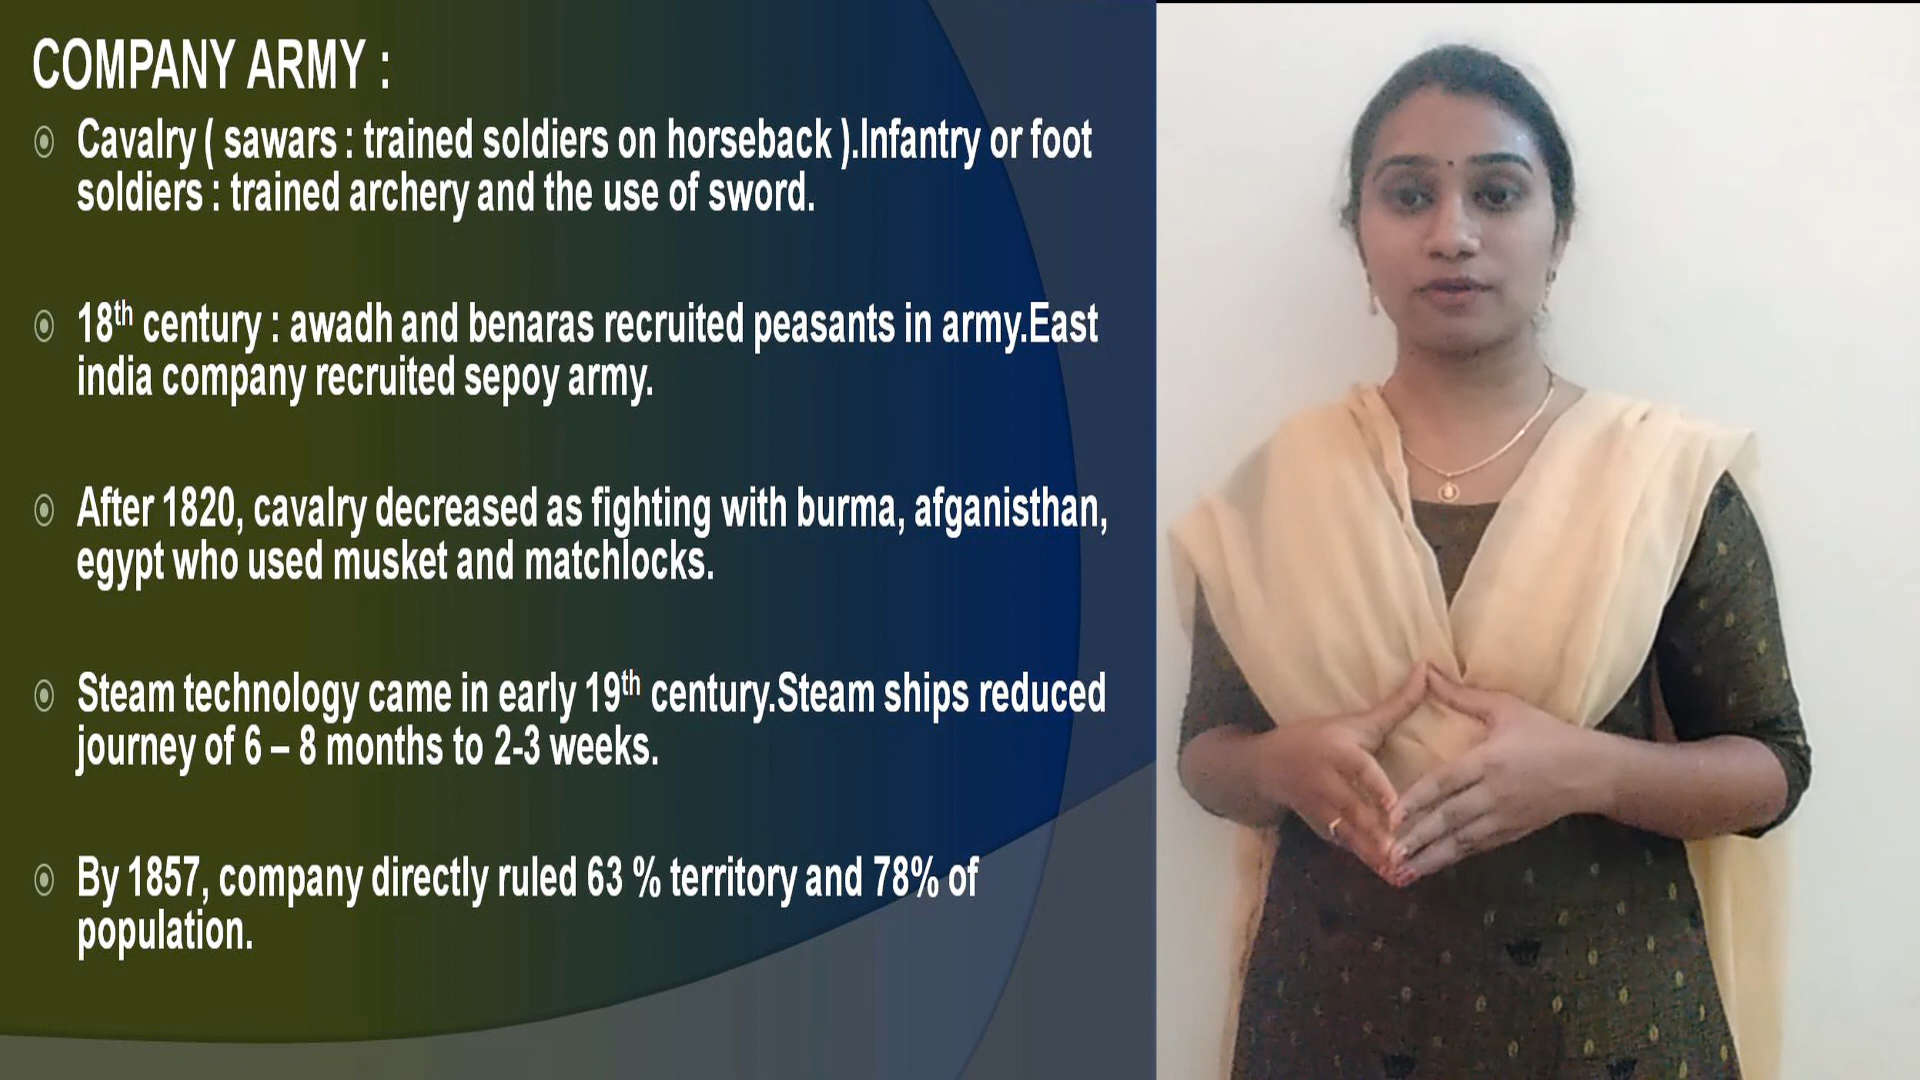 COMPANY ARMY :
Cavalry ( sawars : trained soldiers on horseback ).Infantry or foot
soldiers : trained archery and the use of sword.
18th century : awadh and benaras recruited peasants in army.East
india company recruited sepoy army.
After 1820, cavalry decreased as fighting with burma, afganisthan,
egypt who used musket and matchlocks.
Steam technology came in early 19th century.Steam ships reduced
journey of 6 – 8 months to 2-3 weeks.
By 1857, company directly ruled 63 % territory and 78% of
population.